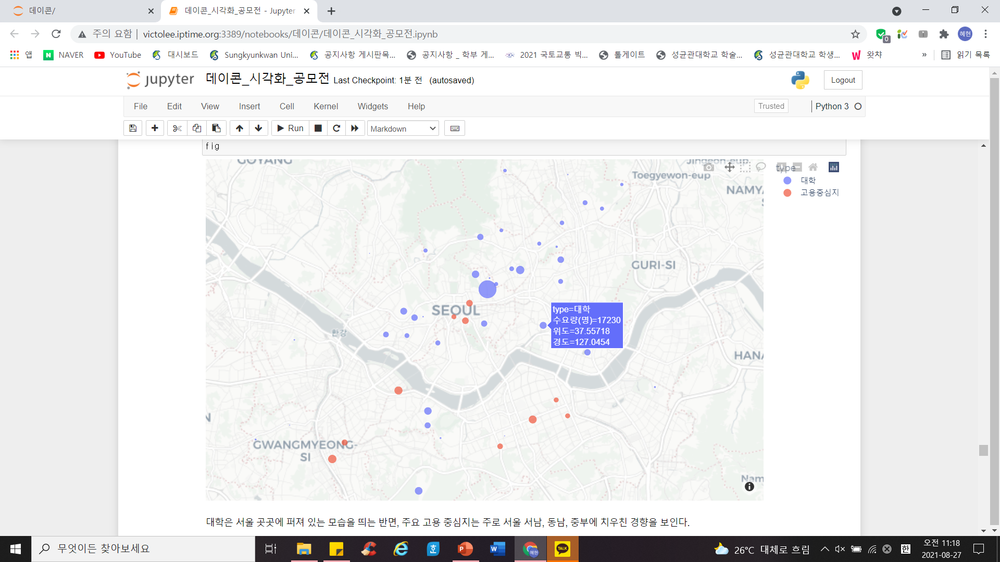 데이콘/
데이콘_시각화_공모전 - Jupyter
주의 요함 | victolee.iptime.org:3389/notebooks/데이콘/데이콘_시각화_공모전.ipynb
0
혜현
앱
NAVER
YouTube
대시보드
Sungkyunkwan Uni...
공지사항 게시판목...
공지사항 _ 학부 게...
2021 국토교통 빅...
톨게이트
성균관대학교 학술...
성균관대학교 학생...
왓챠
»
읽기 목록
jupyter
데이콘_시각화_공모전 Last Checkpoint: 1분 전 (autosaved)
Logout
File Edit View Insert Cell Kernel Widgets Help
Trusted
Python 3
Run
Markdown
fig
GOYANG
Jingeon-eup
Toegyewon-eup
type
대학
고용중심지
GURI-SI
SEOUL
type=대학
수요량(명)=17230
위도=37.55718
경도=127.0454
한강
GWANGMYEONG-
SI
대학은 서울 곳곳에 퍼져 있는 모습을 띄는 반면, 주요 고용 중심지는 주로 서울 서남, 동남, 중부에 치우친 경향을 보인다.
무엇이든 찾아보세요
호
TALK
혜현
26°C 대체로 흐림
한
오전 11:18
2021-08-27